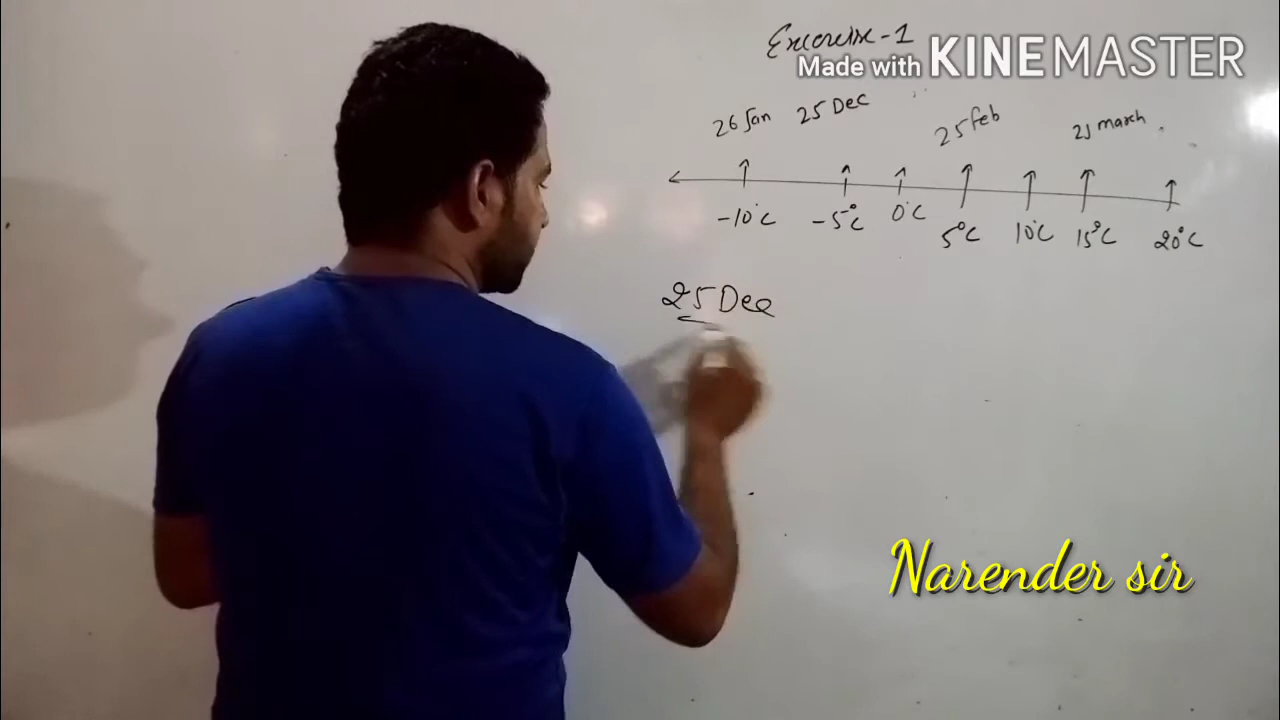 Exercise-1
Made with KINEMASTER
26 Jan 25 Dec 25 feb 21 march
-10°C -5°C 0°C 5°C 10°C 15°C 20°C
25 Dec
Narender sir